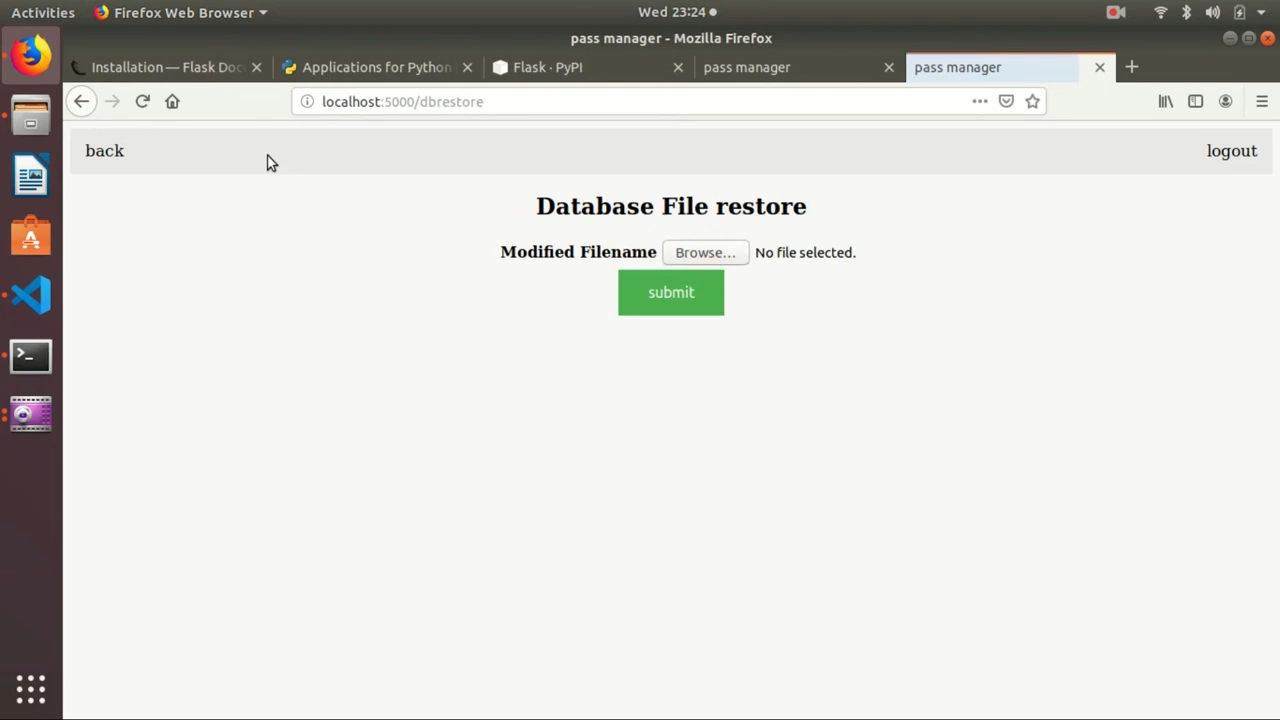 Activities Firefox Web Browser Wed 23:24
pass manager - Mozilla Firefox
Installation — Flask Doc Applications for Python Flask · PyPI pass manager pass manager
localhost:5000/dbrestore
back logout
Database File restore
Modified Filename Browse... No file selected.
submit